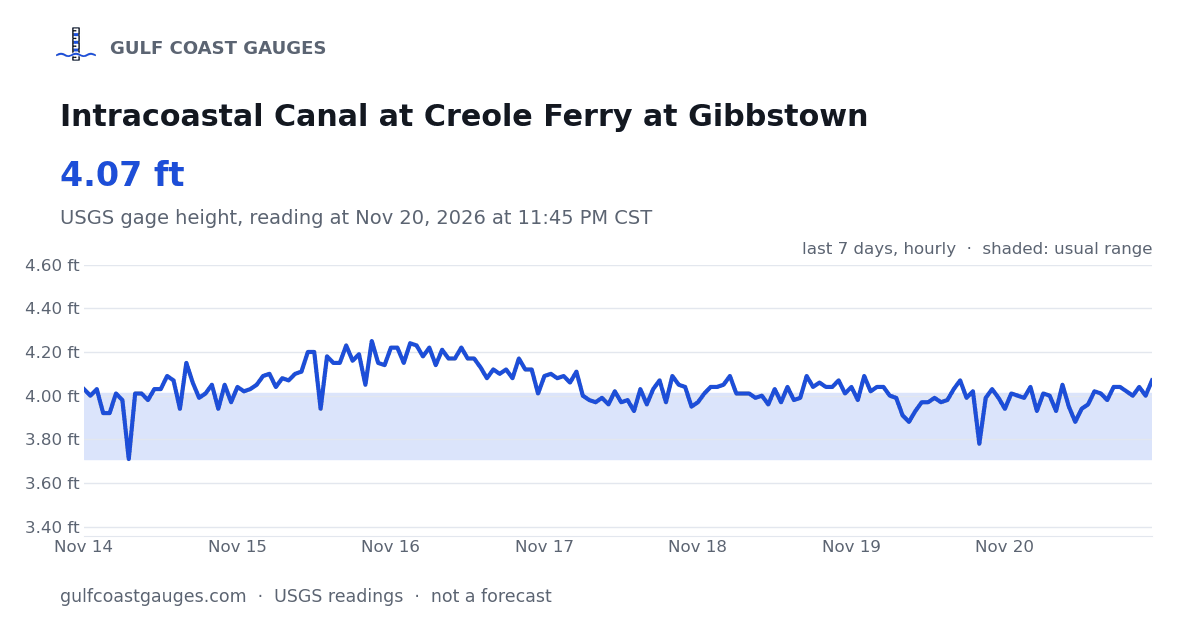 GULF COAST GAUGES
Intracoastal Canal at Creole Ferry at Gibbstown
4.07 ft
USGS gage height, reading at Nov 20, 2026 at 11:45 PM CST
last 7 days, hourly · shaded: usual range
4.60 ft
4.40 ft
4.20 ft
4.00 ft
3.80 ft
3.60 ft
3.40 ft
Nov 14 Nov 15 Nov 16 Nov 17 Nov 18 Nov 19 Nov 20
gulfcoastgauges.com · USGS readings · not a forecast